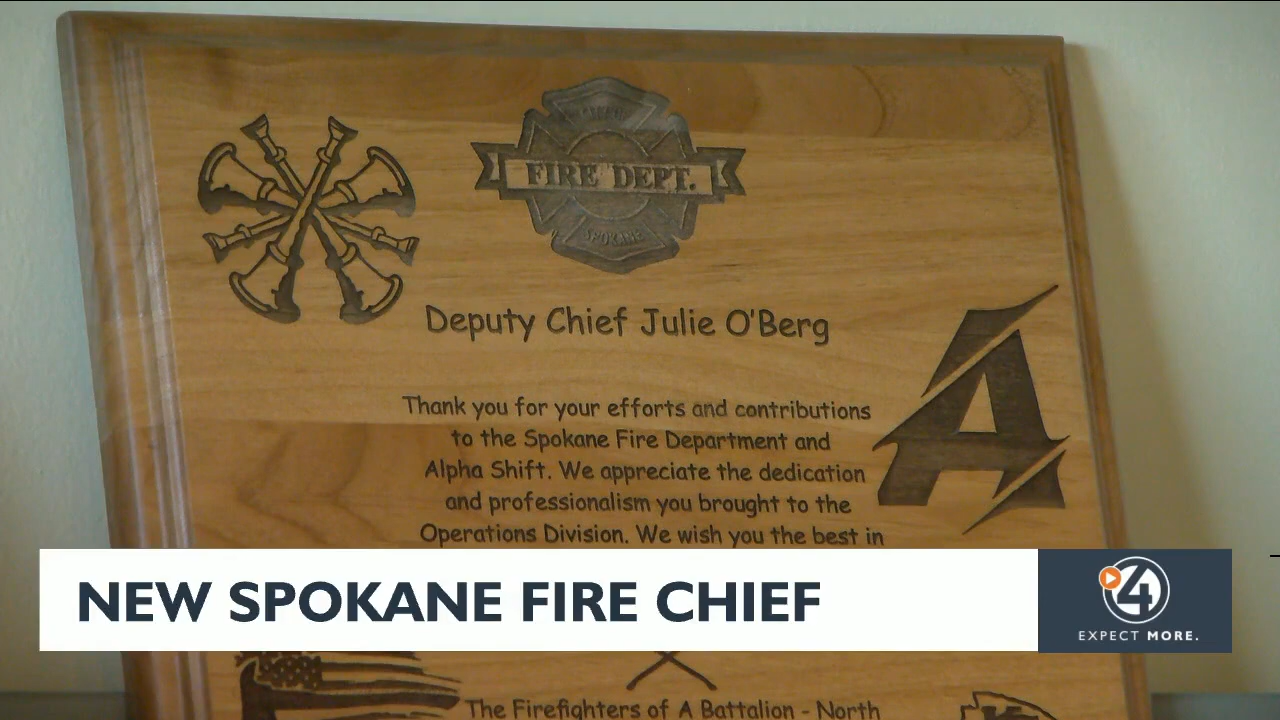 FIRE DEPT.
SPOKANE
Deputy Chief Julie O'Berg
A
Thank you for your efforts and contributions
to the Spokane Fire Department and
Alpha Shift. We appreciate the dedication
and professionalism you brought to the
Operations Division. We wish you the best in
NEW SPOKANE FIRE CHIEF
4
EXPECT MORE.
The Firefighters of A Battalion - North